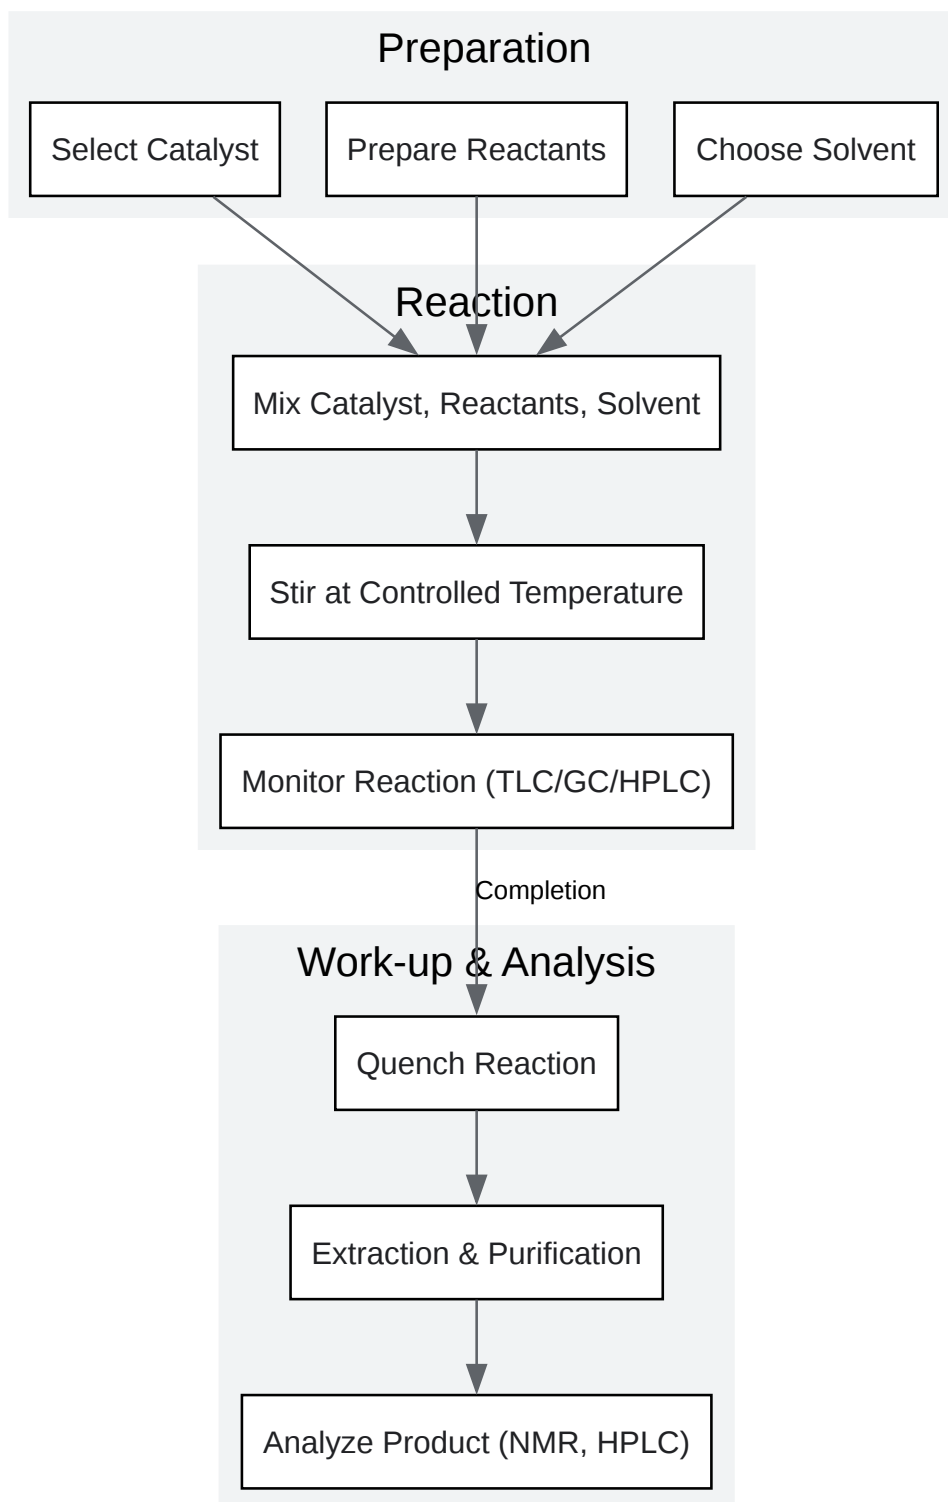 Preparation
Select Catalyst
Prepare Reactants
Choose Solvent
Reaction
Mix Catalyst, Reactants, Solvent
Stir at Controlled Temperature
Monitor Reaction (TLC/GC/HPLC)
Completion
Work-up & Analysis
Quench Reaction
Extraction & Purification
Analyze Product (NMR, HPLC)